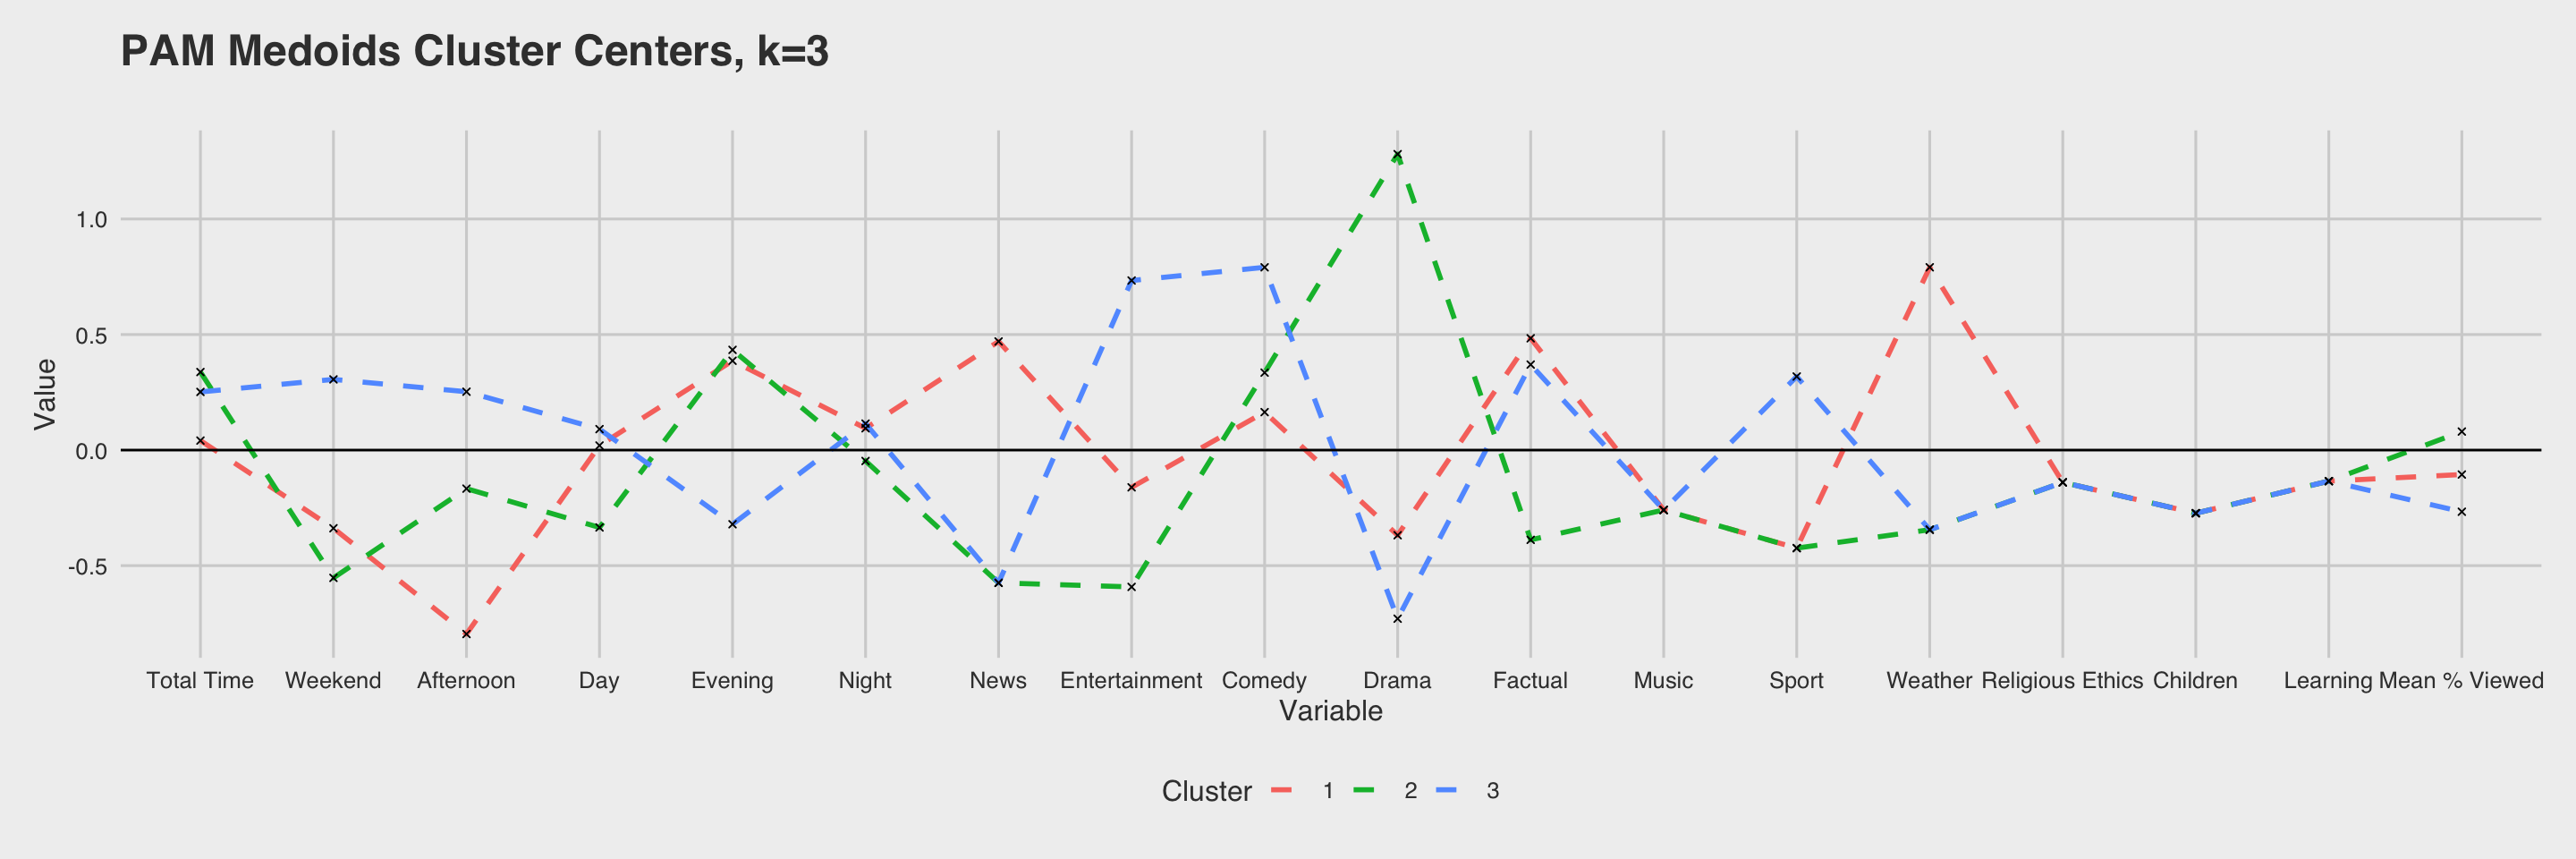 PAM Medoids Cluster Centers, k=3
Value
1.0
0.5
0.0
-0.5
Total Time Weekend Afternoon Day Evening Night News Entertainment Comedy Drama Factual Music Sport Weather Religious Ethics Children Learning Mean % Viewed
Variable
Cluster 1 2 3